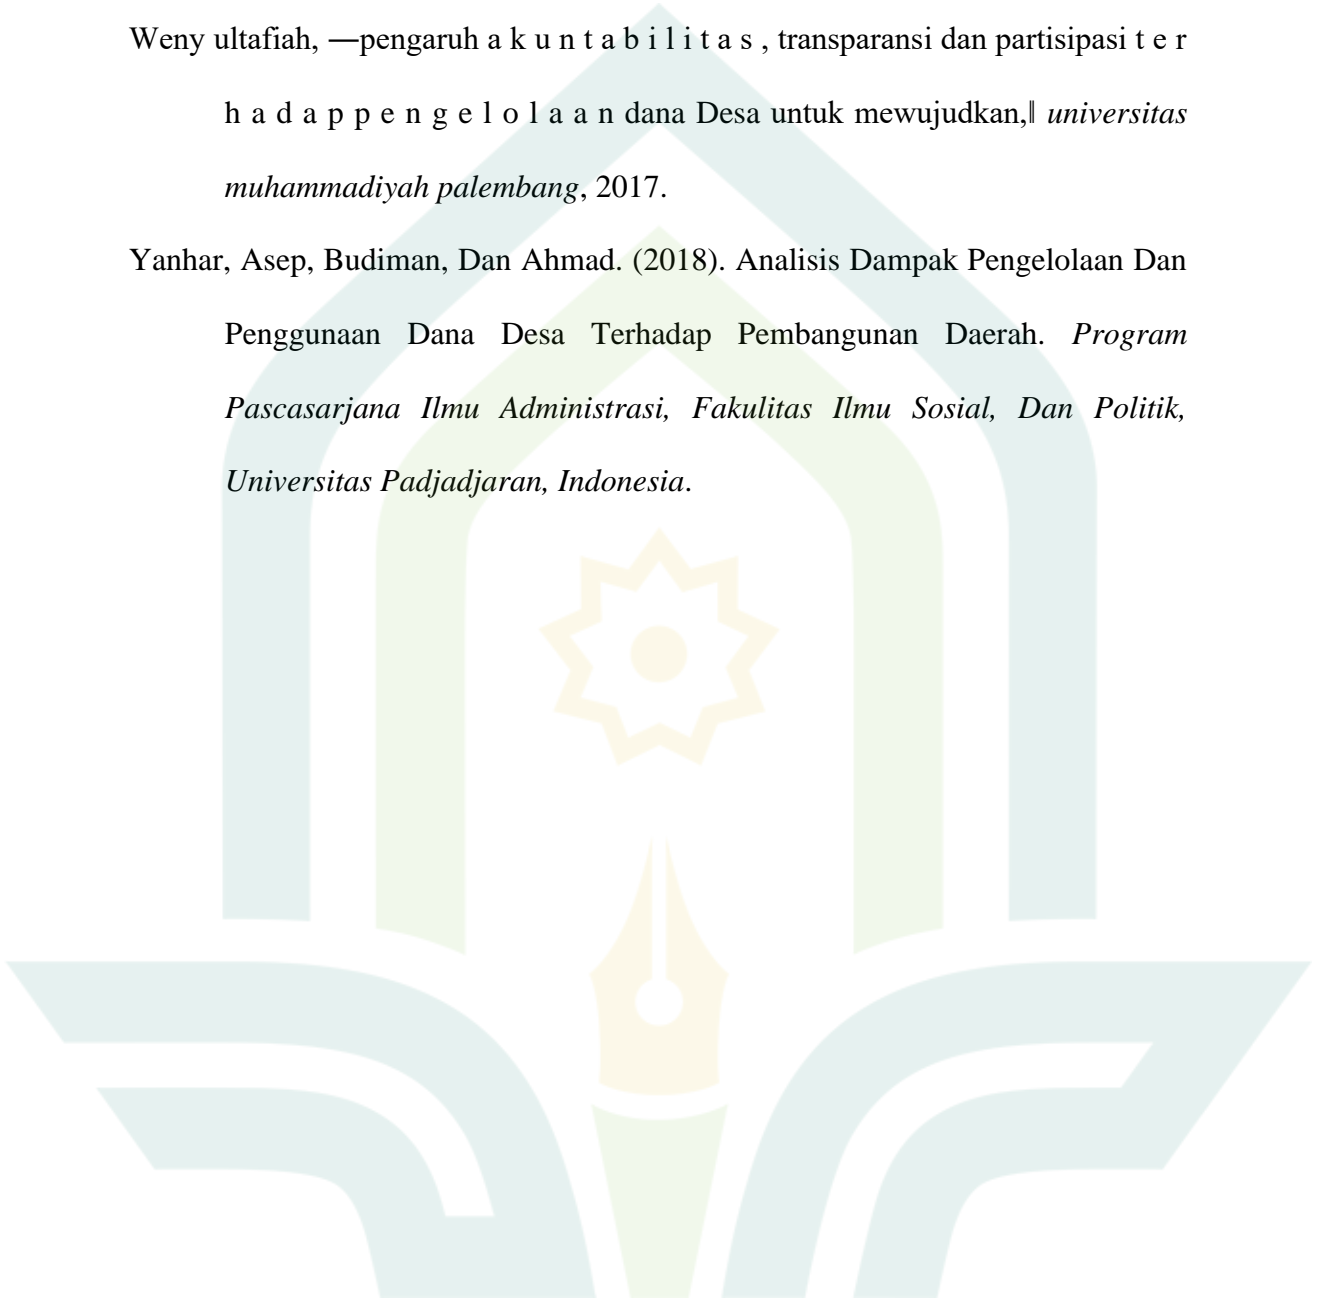 Weny ultafiah, ―pengaruh a k u n t a b i l i t a s , transparansi dan partisipasi t e r
h a d a p p e n g e l o l a a n dana Desa untuk mewujudkan,‖ universitas
muhammadiyah palembang, 2017.
Yanhar, Asep, Budiman, Dan Ahmad. (2018). Analisis Dampak Pengelolaan Dan
Penggunaan Dana Desa Terhadap Pembangunan Daerah. Program
Pascasarjana Ilmu Administrasi, Fakulitas Ilmu Sosial, Dan Politik,
Universitas Padjadjaran, Indonesia.